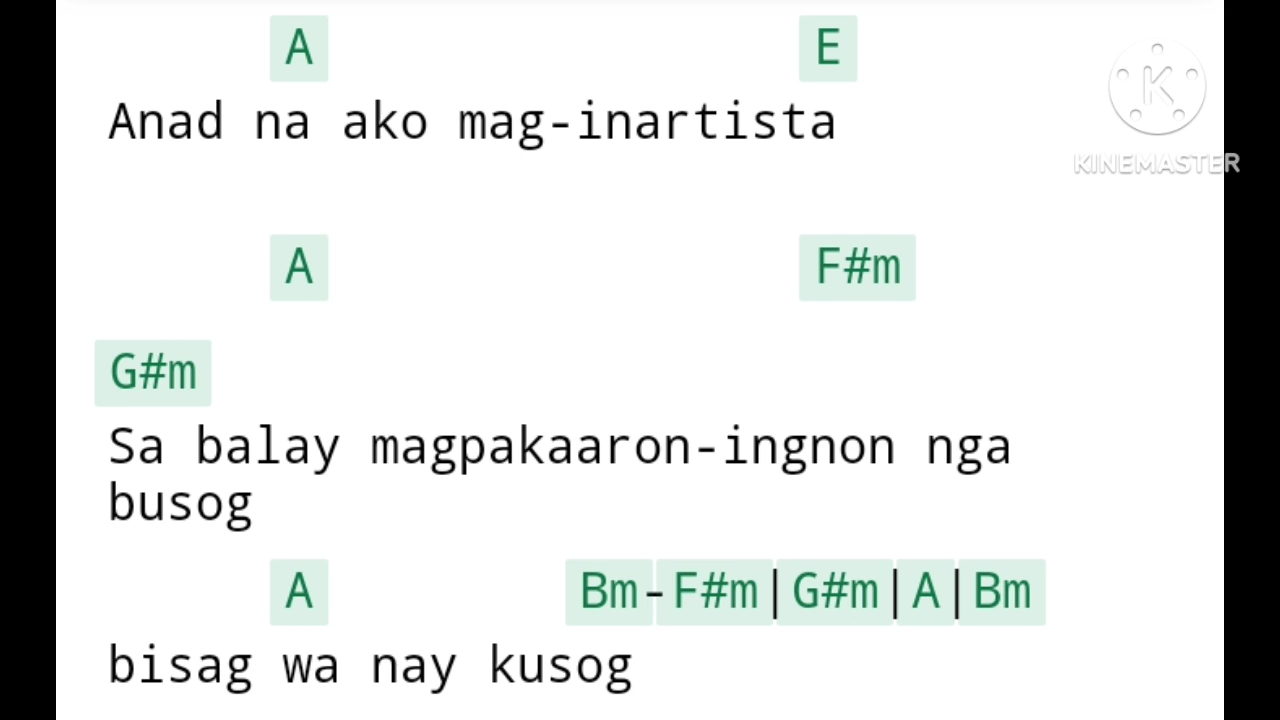 A E
Anad na ako mag-inartista
A F#m
G#m
Sa balay magpakaaron-ingnon nga
busog
A Bm-F#m|G#m|A|Bm
bisag wa nay kusog
K
KINEMASTER